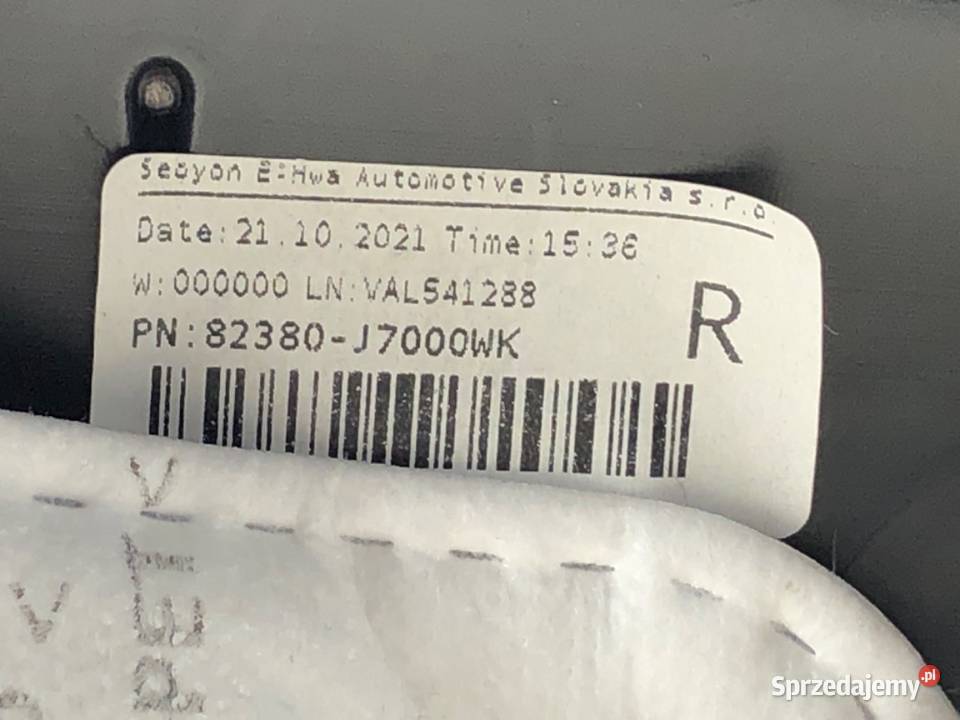 Seoyon E-Hwa Automotive Slovakia s.r.o.
Date:21.10.2021 Time:15:36
W:000000 LN:VAL541288
PN:82380-J7000WK
R
Sprzedajemy.pl